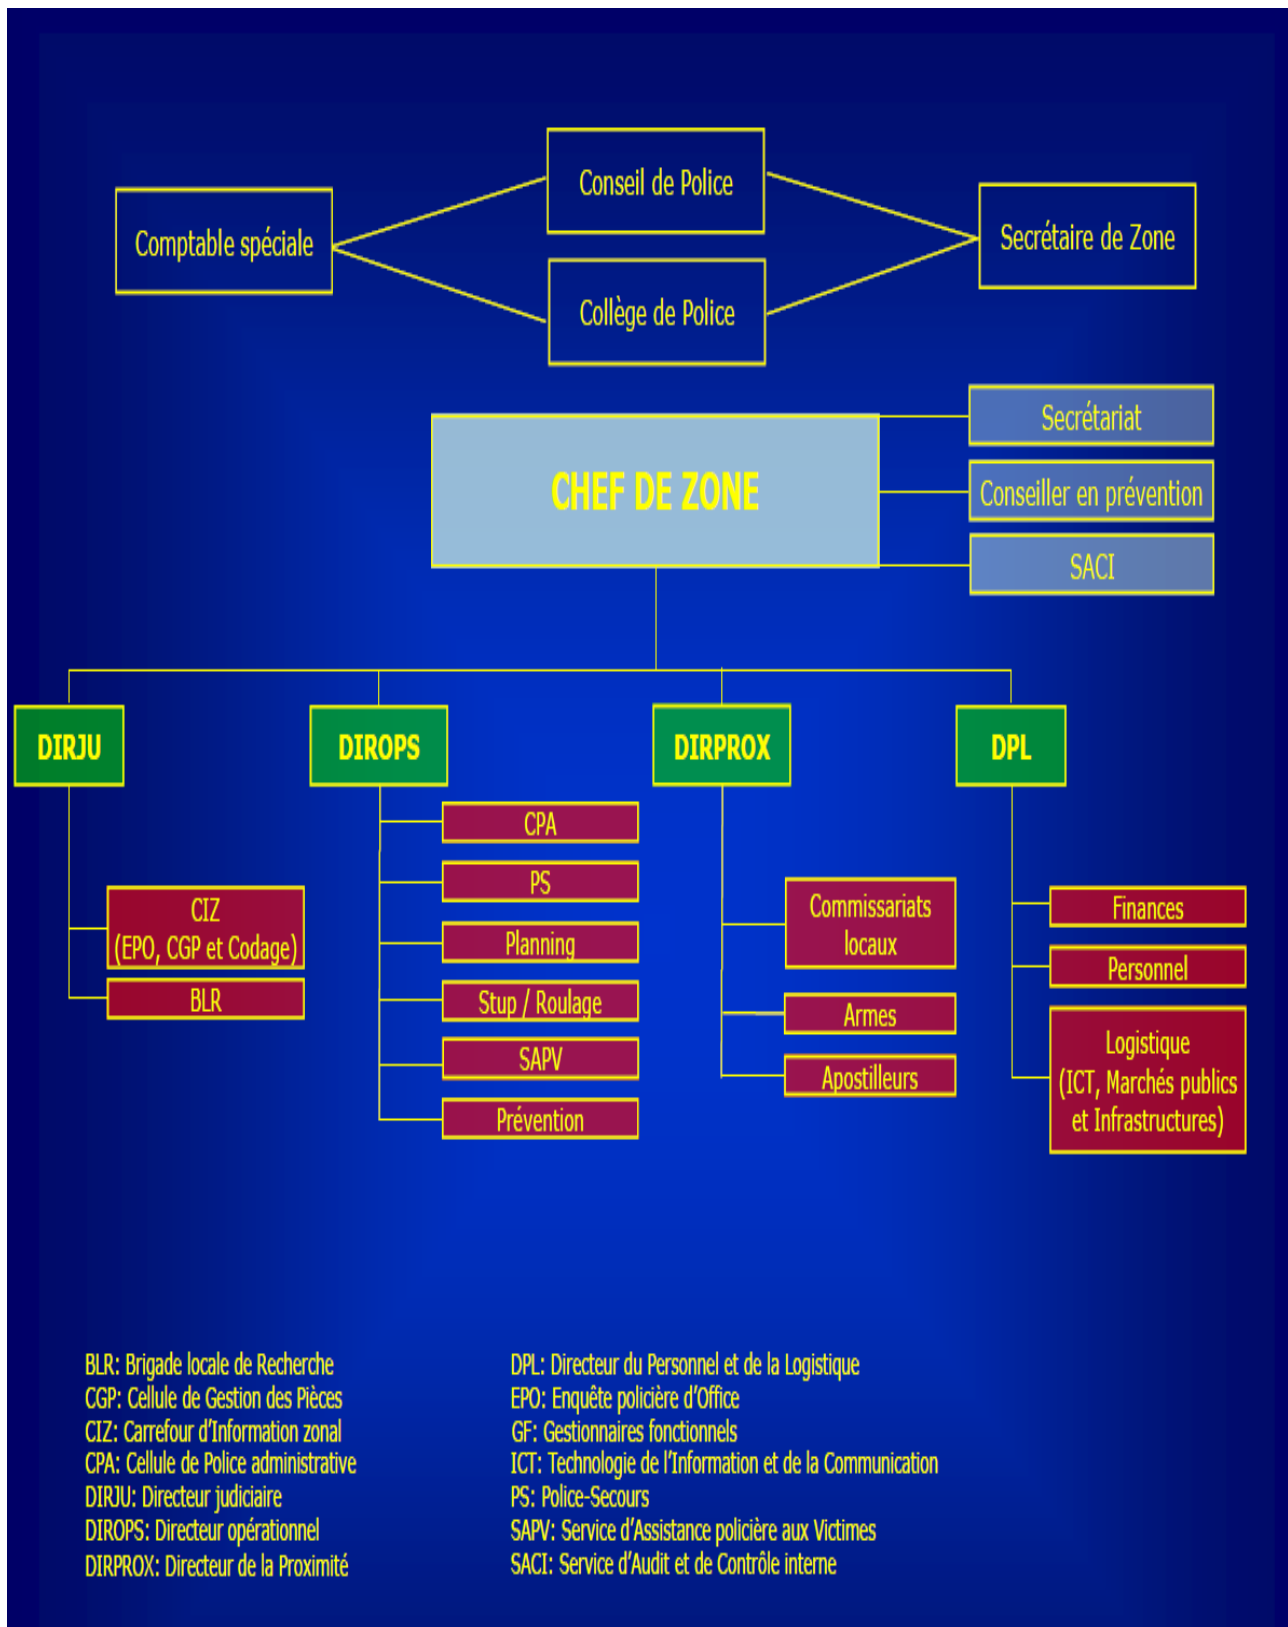 Conseil de Police
Comptable spéciale
Secrétaire de Zone
Collège de Police
CHEF DE ZONE
Secrétariat
Conseiller en prévention
SACI
DIRJU
DIROPS
DIRPROX
DPL
CIZ
(EPO, CGP et Codage)
BLR
CPA
PS
Planning
Stup / Roulage
SAPV
Prévention
Commissariats
locaux
Armes
Apostilleurs
Finances
Personnel
Logistique
(ICT, Marchés publics
et Infrastructures)
BLR: Brigade locale de Recherche
CGP: Cellule de Gestion des Pièces
CIZ: Carrefour d'Information zonal
CPA: Cellule de Police administrative
DIRJU: Directeur judiciaire
DIROPS: Directeur opérationnel
DIRPROX: Directeur de la Proximité
DPL: Directeur du Personnel et de la Logistique
EPO: Enquête policière d'Office
GF: Gestionnaires fonctionnels
ICT: Technologie de l'Information et de la Communication
PS: Police-Secours
SAPV: Service d'Assistance policière aux Victimes
SACI: Service d'Audit et de Contrôle interne